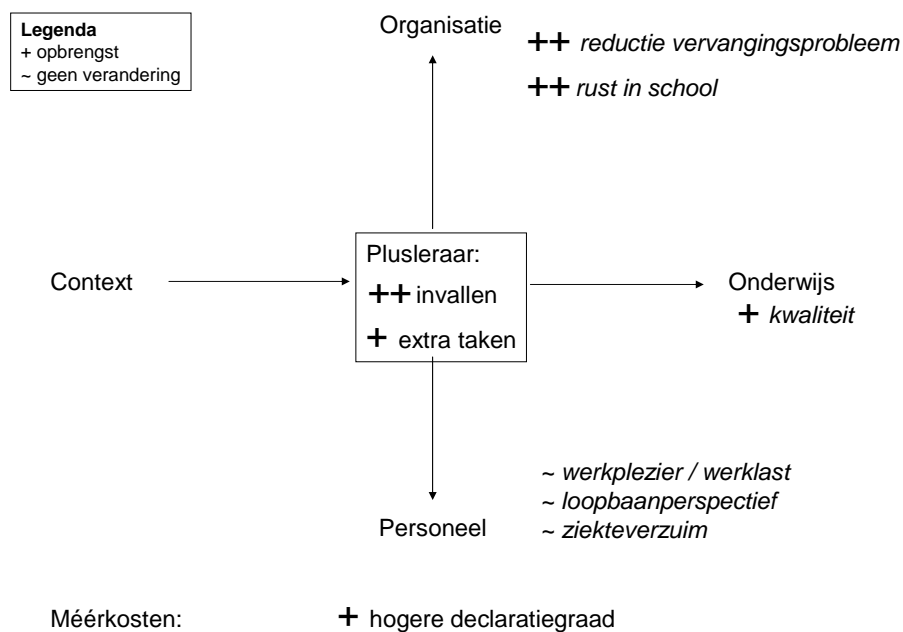 Legenda
+ opbrengst
~ geen verandering
Organisatie
++ reductie vervangingsprobleem
++ rust in school
Context
Plusleraar:
++ invallen
+ extra taken
Onderwijs
+ kwaliteit
~ werkplezier / werklast
~ loopbaanperspectief
~ ziekteverzuim
Personeel
Méérkosten:
+ hogere declaratiegraad